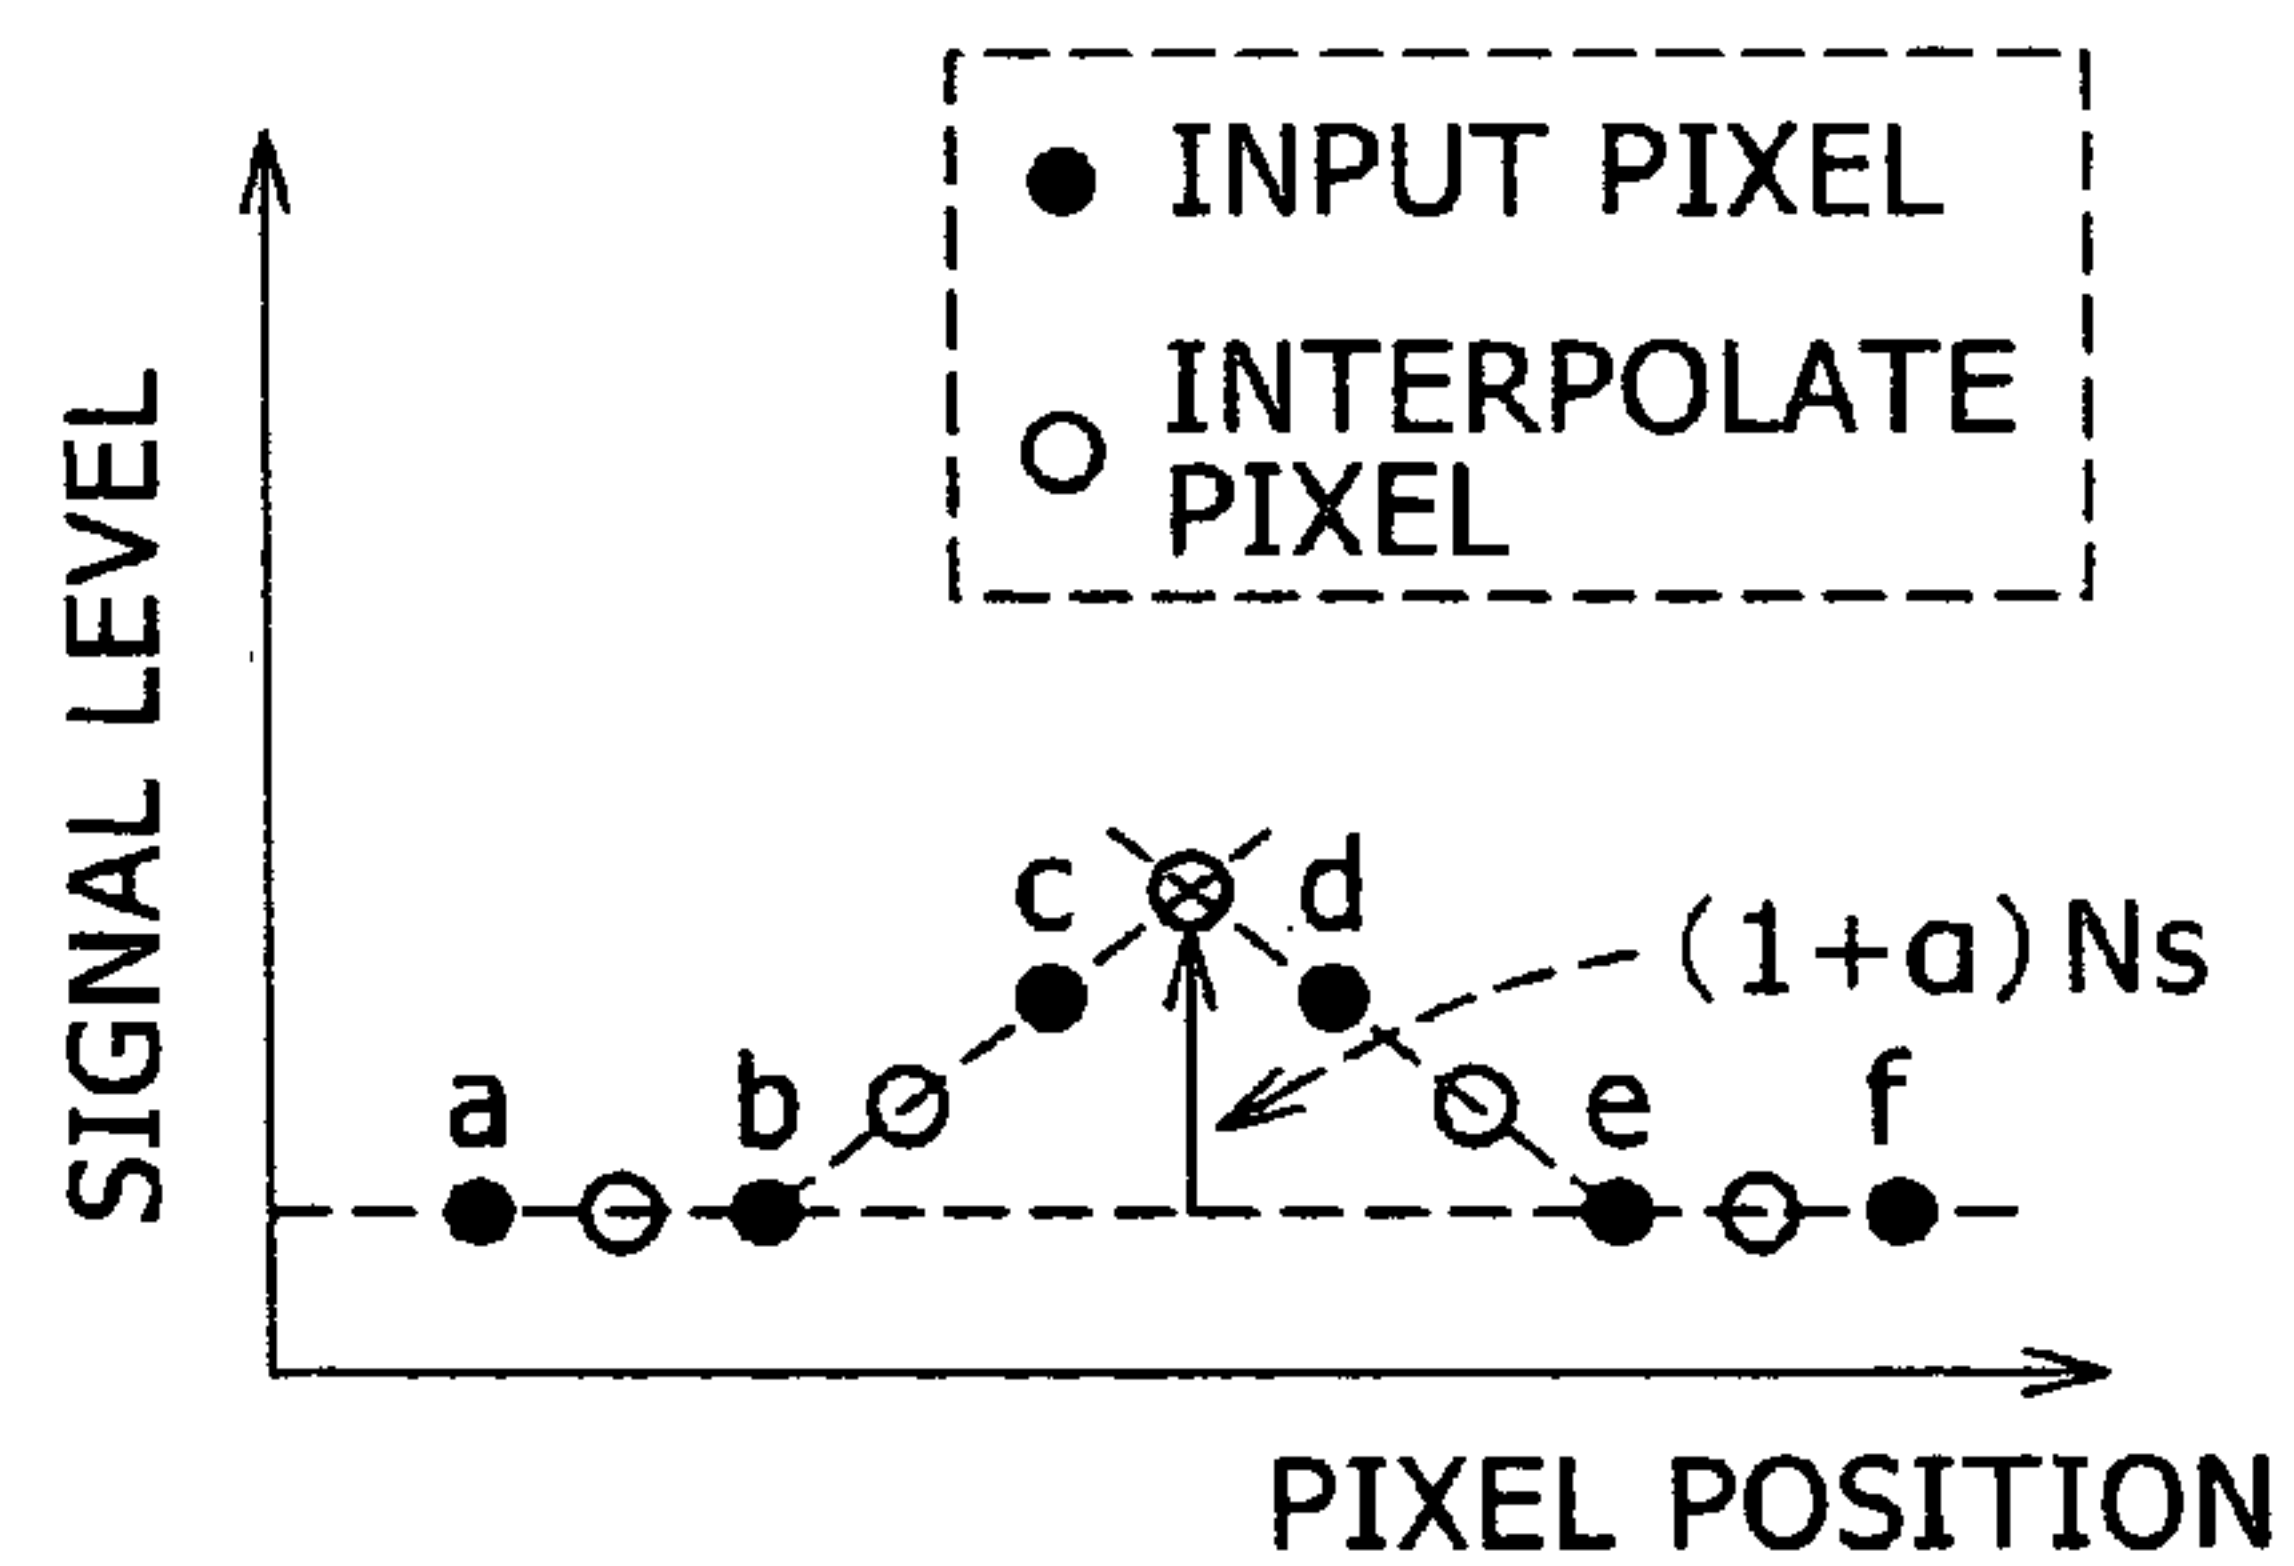 INPUT PIXEL
INTERPOLATE
PIXEL
SIGNAL LEVEL
c
d
(1+a)Ns
a
b
e
f
PIXEL POSITION